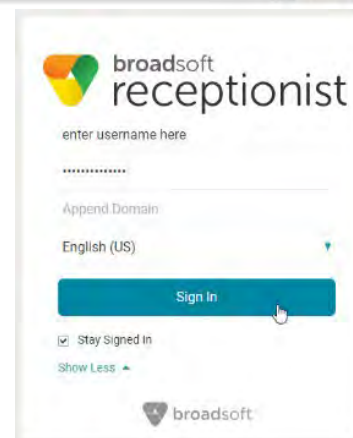 broadsoft
receptionist
enter username here
••••••••••••••
Append Domain
English (US)
Sign In
Stay Signed In
Show Less
broadsoft